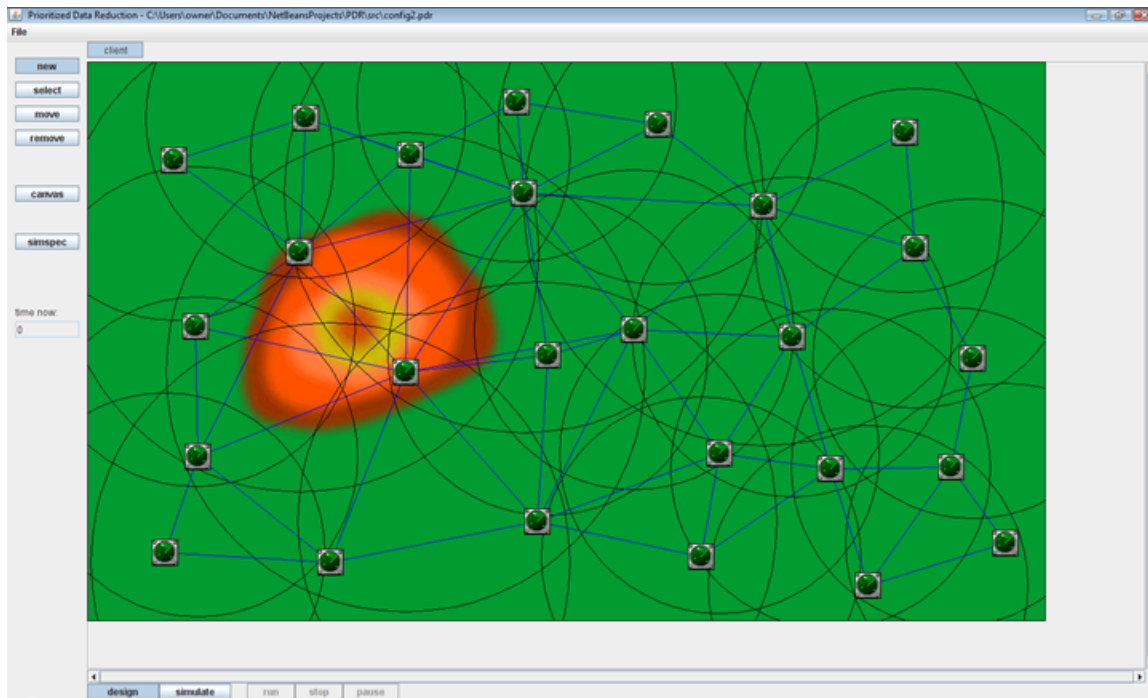 Prioritized Data Reduction - C:\Users\owner\Documents\NetBeansProjects\PDR\src\config2.pdr
File
client
new
select
move
remove
canvas
simspec
time now:
0
design simulate run stop pause